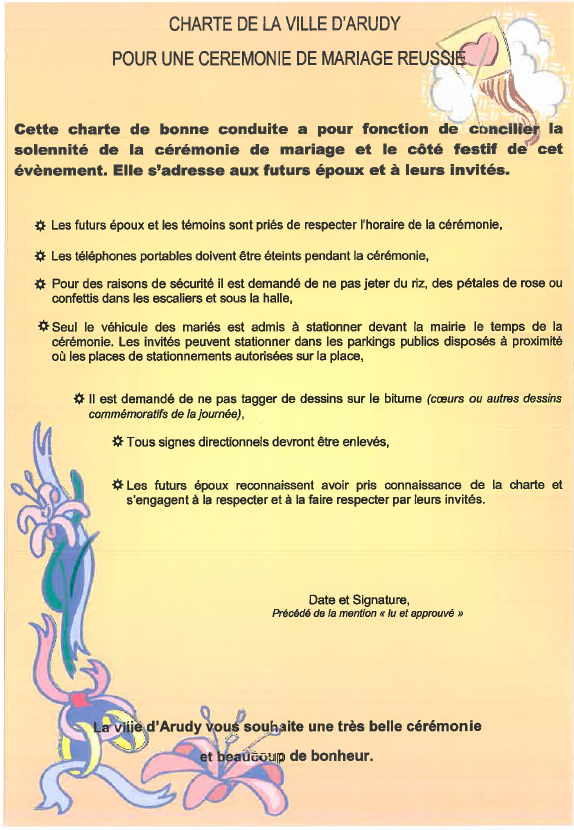 CHARTE DE LA VILLE D'ARUDY
POUR UNE CEREMONIE DE MARIAGE REUSSIE
Cette charte de bonne conduite a pour fonction de concilier la
solennité de la cérémonie de mariage et le côté festif de cet
évènement. Elle s'adresse aux futurs époux et à leurs invités.
Les futurs époux et les témoins sont priés de respecter l'horaire de la cérémonie,
Les téléphones portables doivent être éteints pendant la cérémonie,
Pour des raisons de sécurité il est demandé de ne pas jeter du riz, des pétales de rose ou
confettis dans les escaliers et sous la halle,
Seul le véhicule des mariés est admis à stationner devant la mairie le temps de la
cérémonie. Les invités peuvent stationner dans les parkings publics disposés à proximité
où les places de stationnements autorisées sur la place,
Il est demandé de ne pas tagger de dessins sur le bitume (cœurs ou autres dessins
commémoratifs de la journée),
Tous signes directionnels devront être enlevés,
Les futurs époux reconnaissent avoir pris connaissance de la charte et
s'engagent à la respecter et à la faire respecter par leurs invités.
Date et Signature,
Précédé de la mention « lu et approuvé »
La ville d'Arudy vous souhaite une très belle cérémonie
et beaucoup de bonheur.